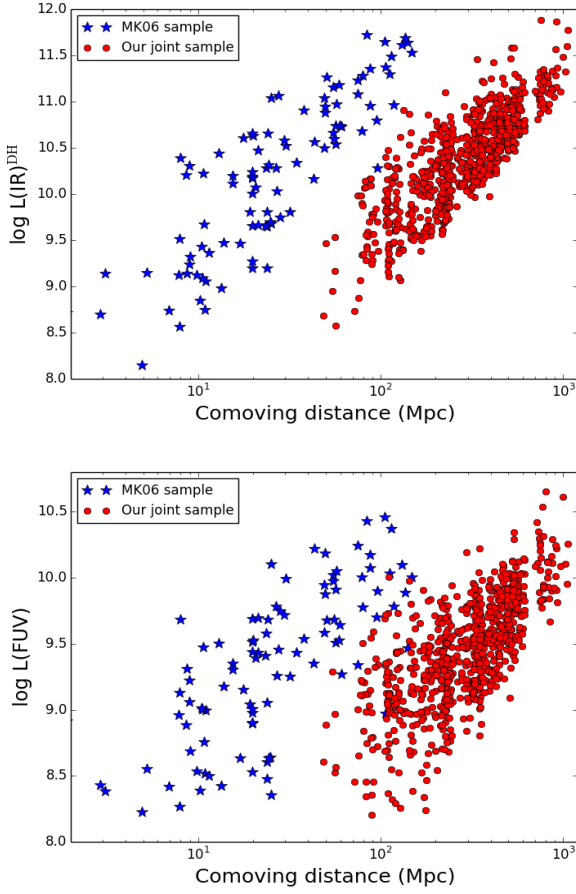 12.0
MK06 sample
Our joint sample
11.5
11.0
10.5
10.0
9.5
9.0
8.5
8.0
log L(IR)^DH
10^1 10^2 10^3
Comoving distance (Mpc)
MK06 sample
Our joint sample
10.5
10.0
9.5
9.0
8.5
8.0
log L(FUV)
10^1 10^2 10^3
Comoving distance (Mpc)